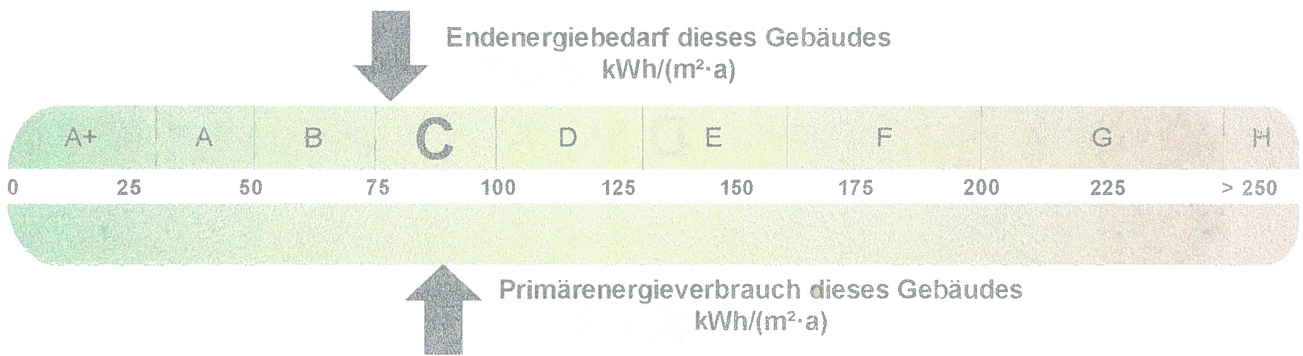 Endenergiebedarf dieses Gebäudes
kWh/(m²·a)
A+ A B C D E F G H
0 25 50 75 100 125 150 175 200 225 > 250
Primärenergieverbrauch dieses Gebäudes
kWh/(m²·a)